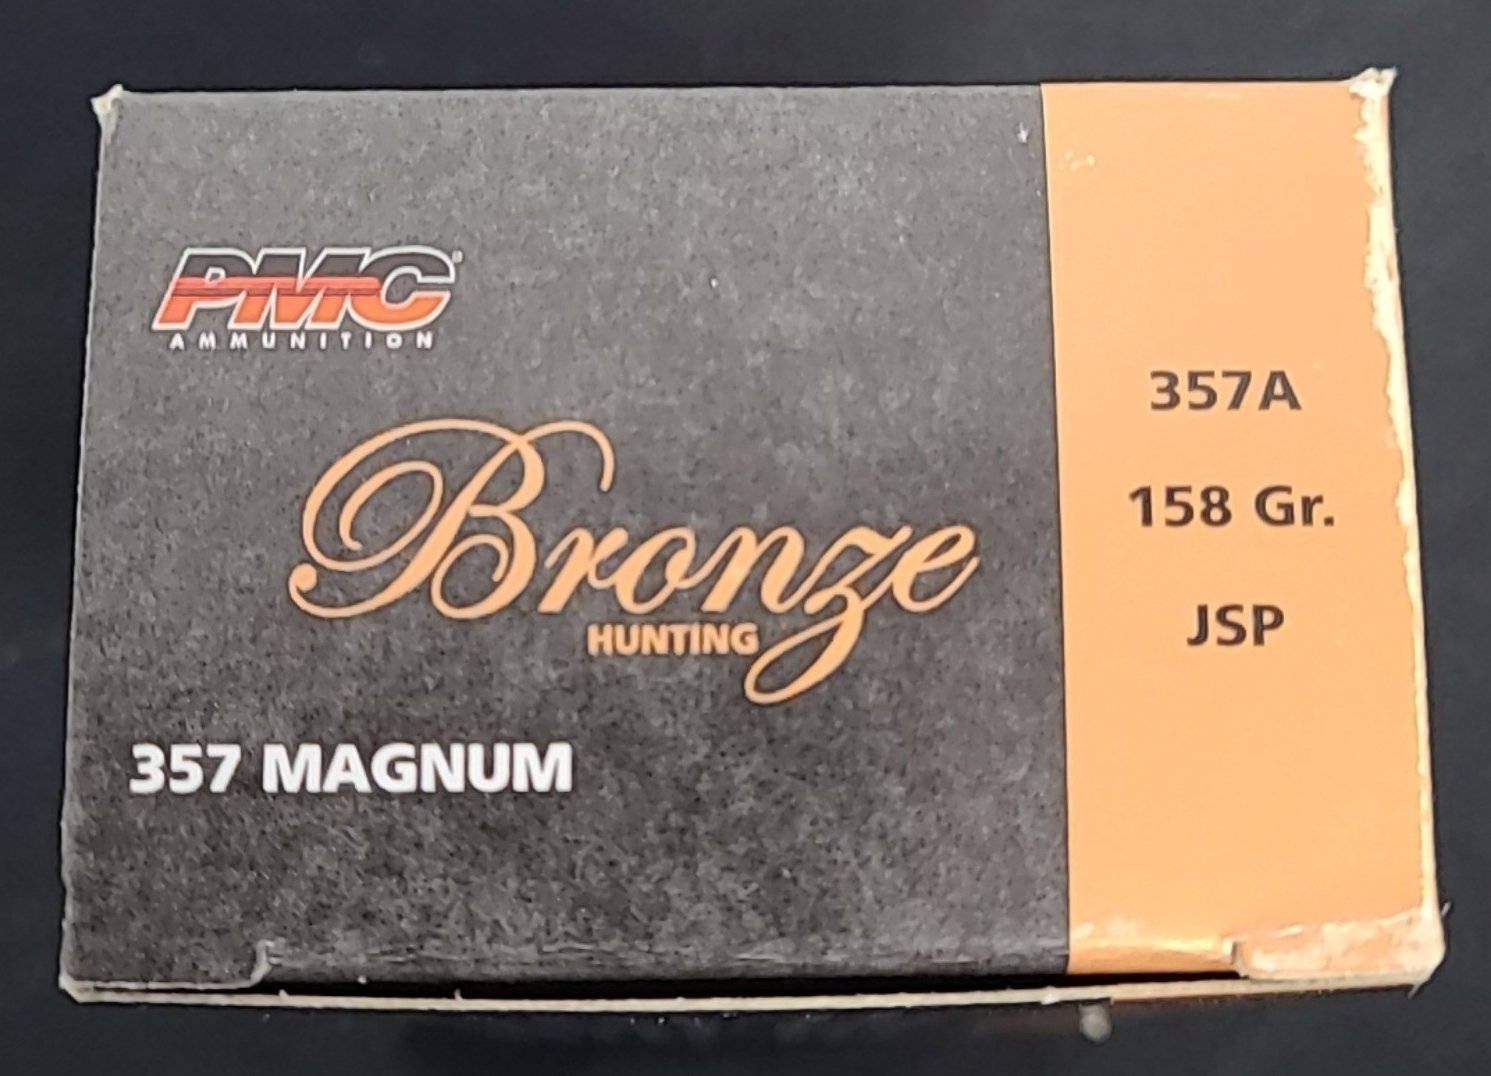 PMC®
AMMUNITION
Bronze
HUNTING
357 MAGNUM
357A
158 Gr.
JSP